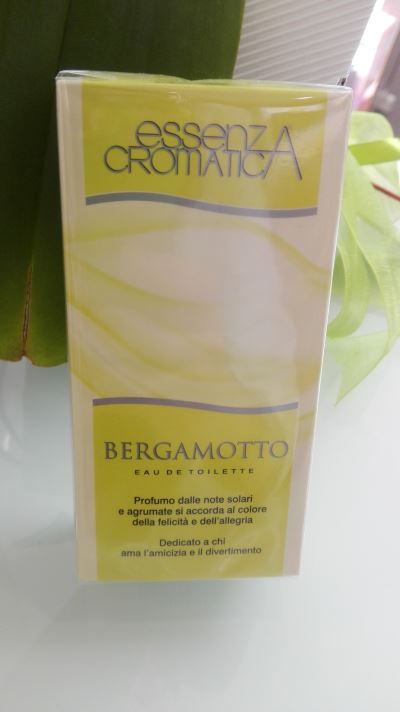 essenzA
CROMATICA
BERGAMOTTO
EAU DE TOILETTE
Profumo dalle note solari
e agrumate si accorda al colore
della felicità e dell'allegria
Dedicato a chi
ama l'amicizia e il divertimento